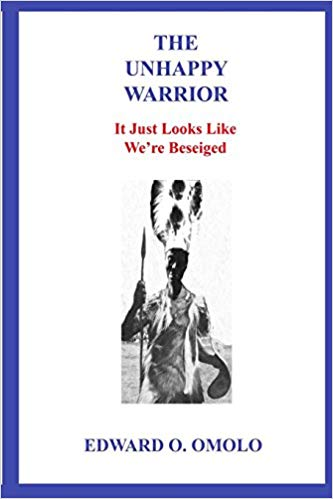 THE
UNHAPPY
WARRIOR
It Just Looks Like
We're Beseiged
EDWARD O. OMOLO